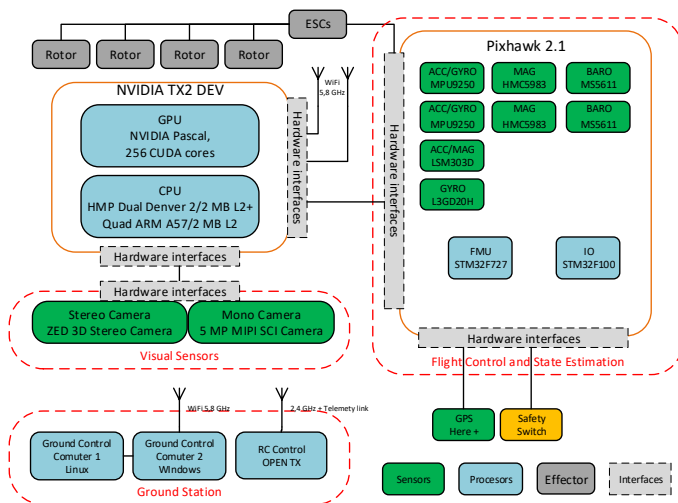 ESCs
Rotor
Rotor
Rotor
Rotor
WiFi
5,8 GHz
NVIDIA TX2 DEV
GPU
NVIDIA Pascal,
256 CUDA cores
CPU
HMP Dual Denver 2/2 MB L2+
Quad ARM A57/2 MB L2
Hardware interfaces
Hardware interfaces
Hardware interfaces
Stereo Camera
ZED 3D Stereo Camera
Mono Camera
5 MP MIPI SCI Camera
Visual Sensors
Pixhawk 2.1
Hardware interfaces
ACC/GYRO
MPU9250
MAG
HMC5983
BARO
MS5611
ACC/GYRO
MPU9250
MAG
HMC5983
BARO
MS5611
ACC/MAG
LSM303D
GYRO
L3GD20H
FMU
STM32F727
IO
STM32F100
Hardware interfaces
Flight Control and State Estimation
GPS
Here +
Safety
Switch
WiFi 5,8 GHz
2,4 GHz + Telemety link
Ground Control
Comuter 1
Linux
Ground Control
Comuter 2
WIndows
RC Control
OPEN TX
Ground Station
Sensors
Procesors
Effector
Interfaces